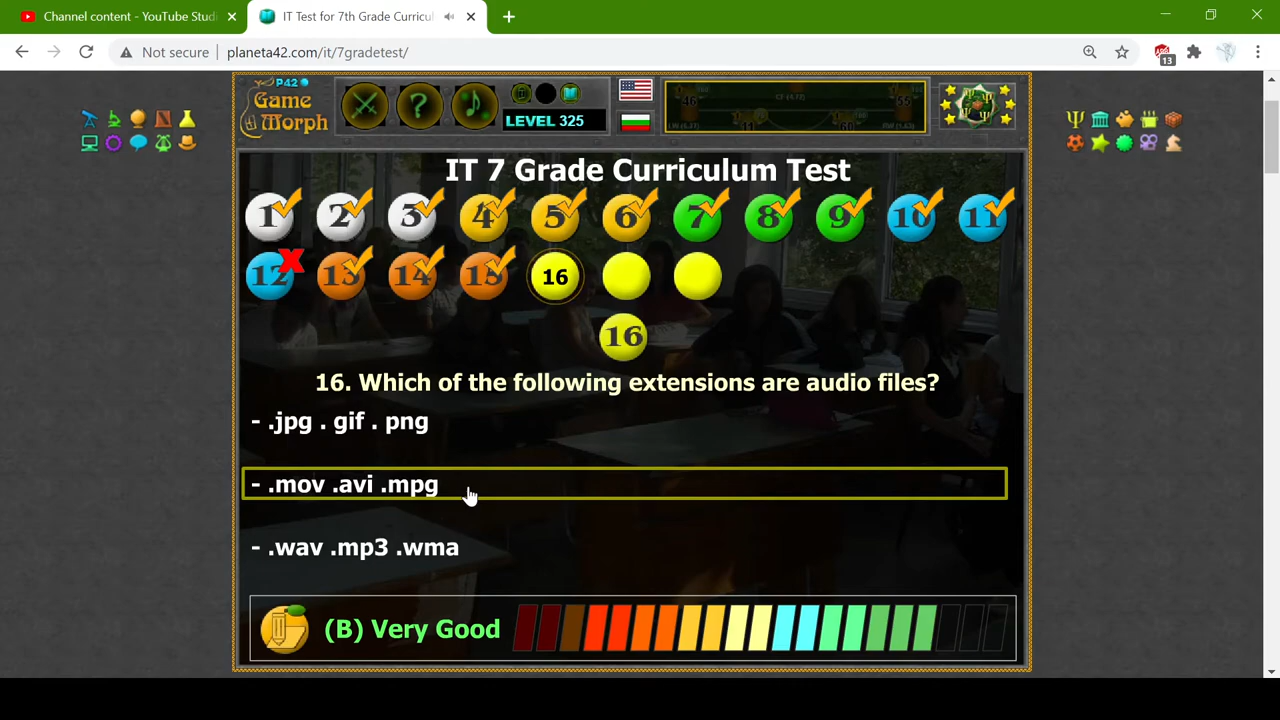 Channel content - YouTube Studi
IT Test for 7th Grade Curricul
Not secure
planeta42.com/it/7gradetest/
13
P42
Game Morph
LEVEL 325
46
55
IT 7 Grade Curriculum Test
1 2 3 4 5 6 7 8 9 10 11
12 13 14 15 16
16
16. Which of the following extensions are audio files?
- .jpg . gif . png
- .mov .avi .mpg
- .wav .mp3 .wma
(B) Very Good